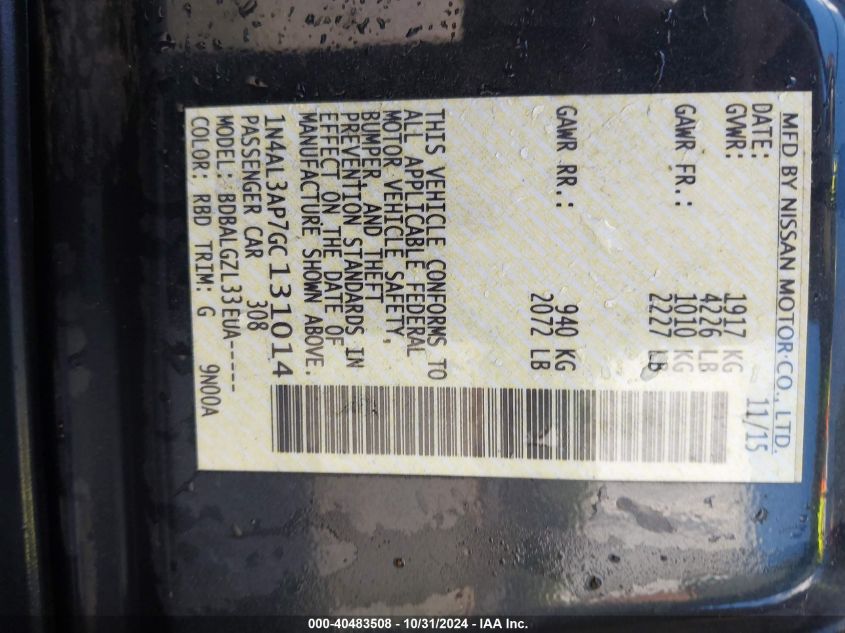 MFD BY NISSAN MOTOR CO., LTD.
DATE: 11/15
GVWR: 1917 KG
4226 LB
GAWR FR.: 1010 KG
2227 LB
GAWR RR.: 940 KG
2072 LB
THIS VEHICLE CONFORMS TO
ALL APPLICABLE FEDERAL
MOTOR VEHICLE SAFETY,
BUMPER, AND THEFT
PREVENTION STANDARDS IN
EFFECT ON THE DATE OF
MANUFACTURE SHOWN ABOVE.
1N4AL3AP7GC131014
PASSENGER CAR 308
MODEL: BDBALGZL33EUA-----
COLOR: RBD TRIM: G 9N00A
000-40483508 - 10/31/2024 - IAA Inc.